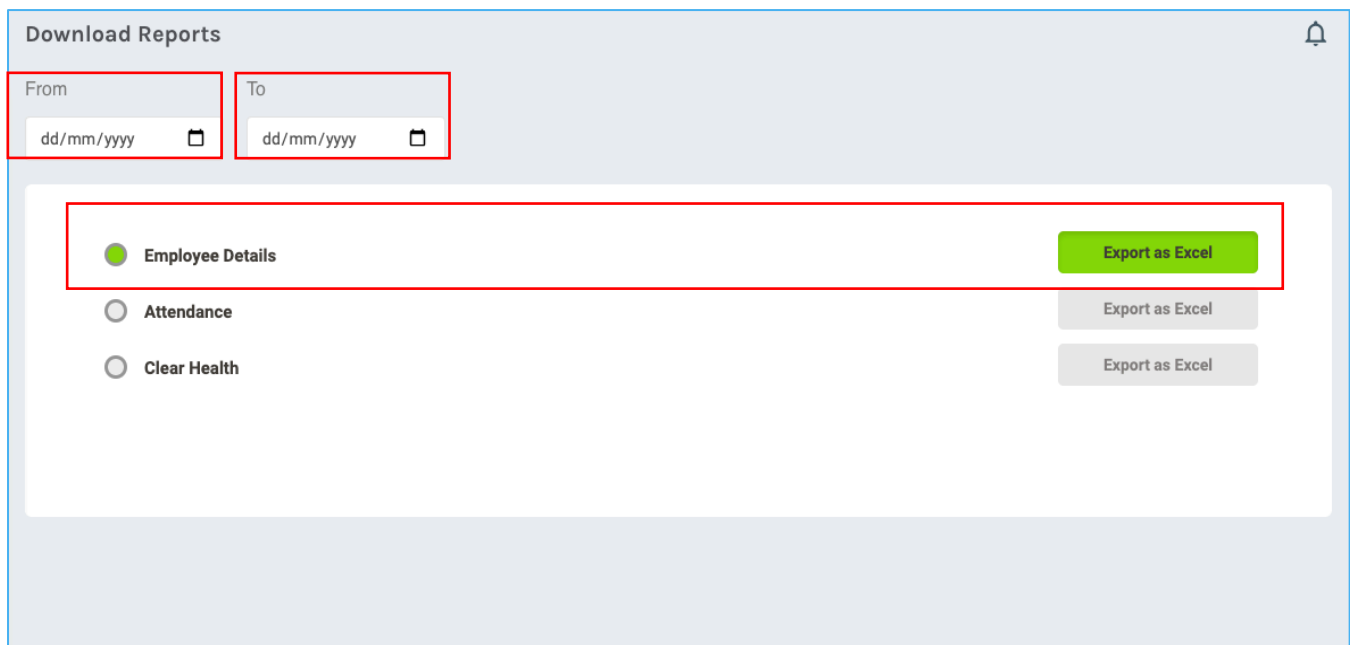 Download Reports
From To
dd/mm/yyyy dd/mm/yyyy
Employee Details Export as Excel
Attendance Export as Excel
Clear Health Export as Excel